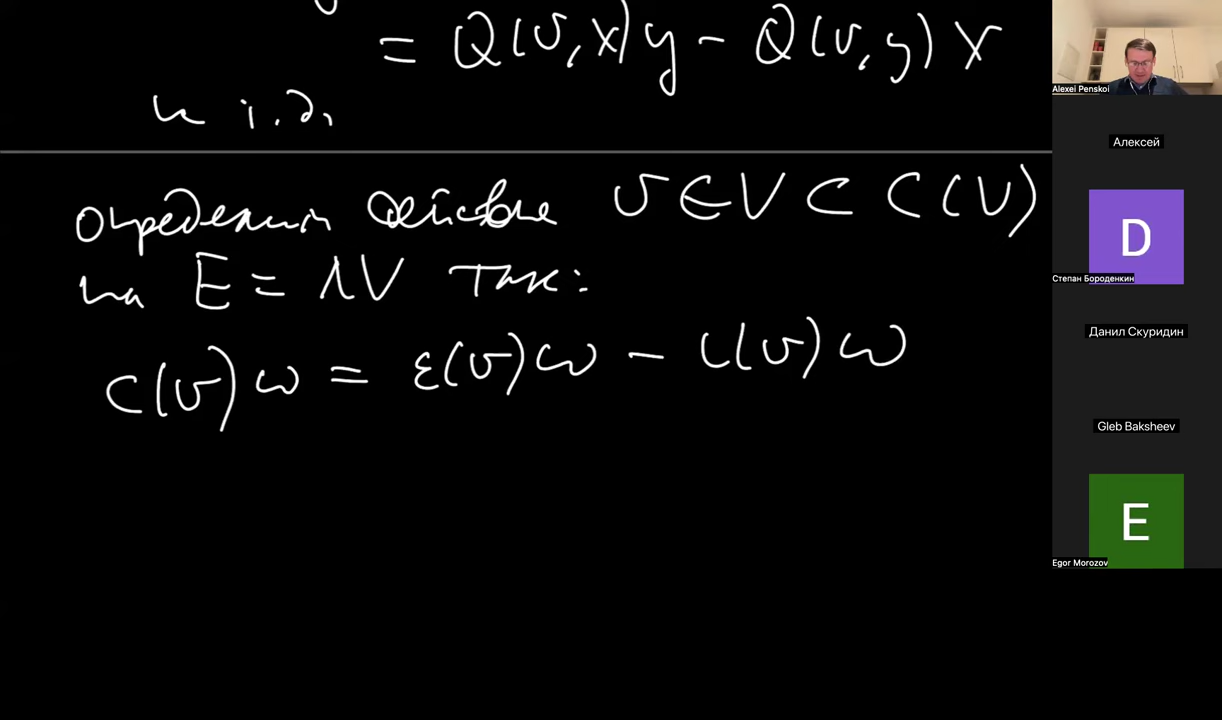 = Q(v,x)y - Q(v,y)x
и т.д.
Определим действие v ∈ V ⊂ C(V)
на E = ΛV так:
c(v)ω = ε(v)ω - ι(v)ω
Alexei Penskoi
Алексей
D
Степан Бороденкин
Данил Скуридин
Gleb Baksheev
E
Egor Morozov